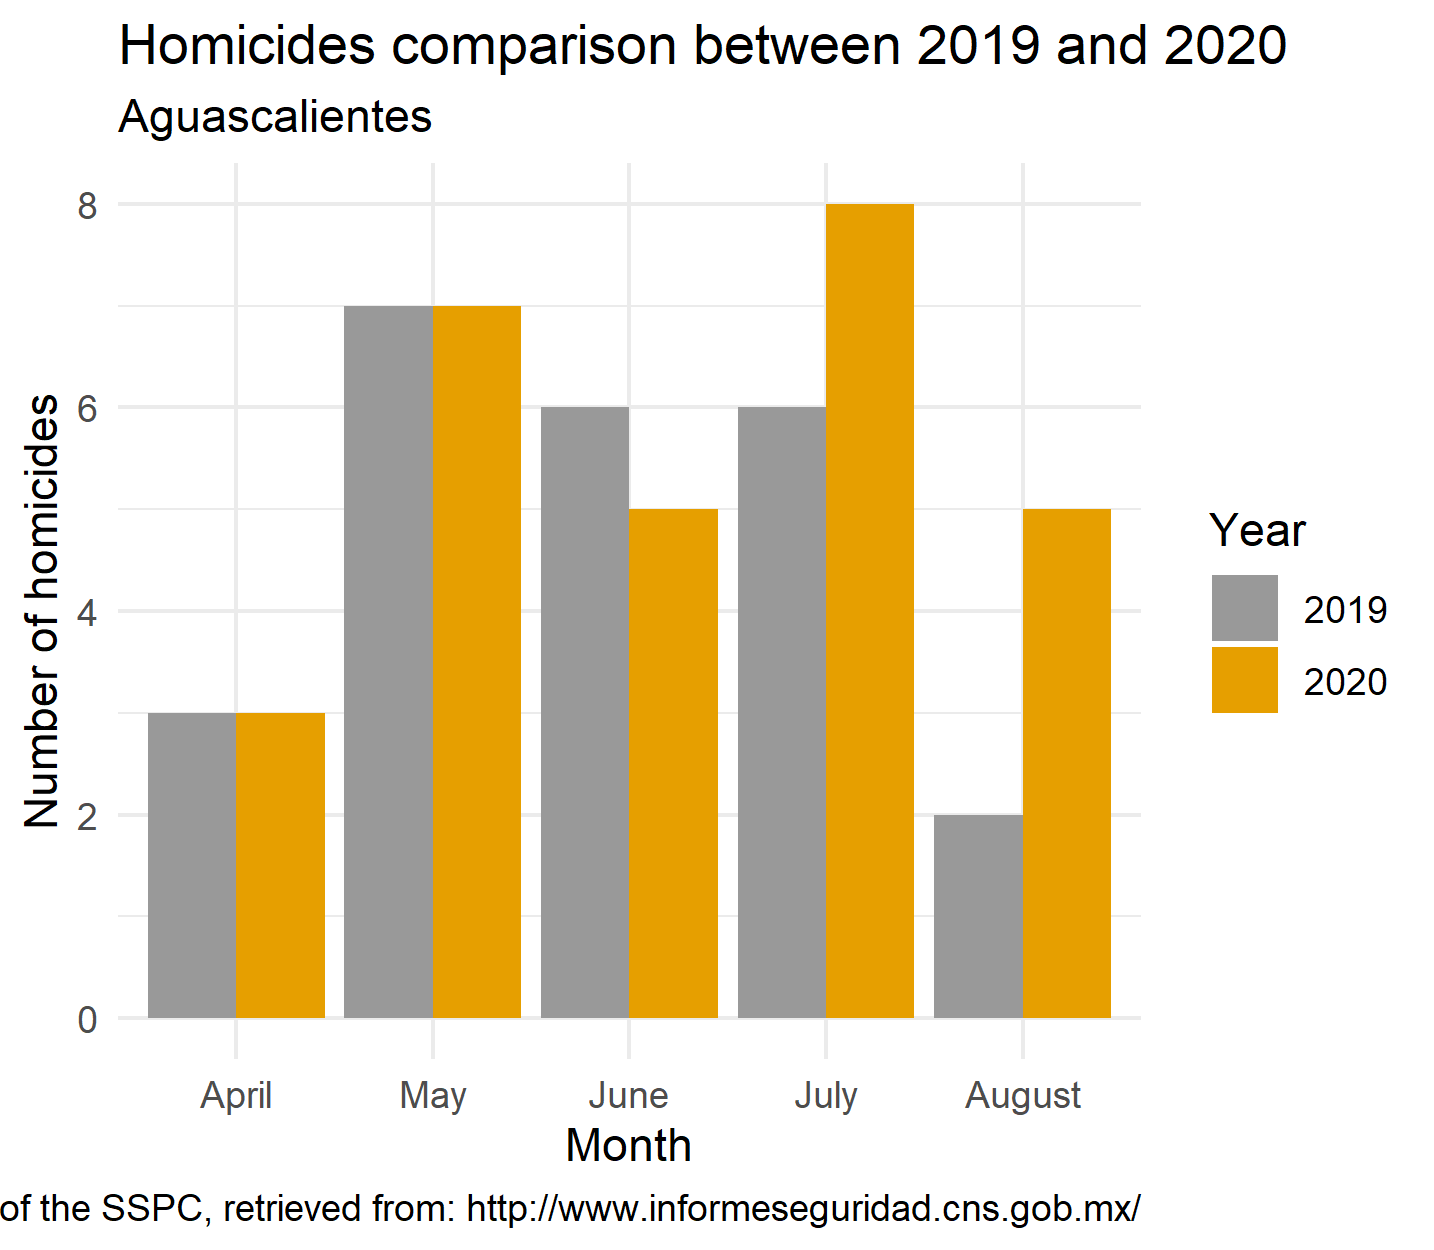 Homicides comparison between 2019 and 2020
Aguascalientes
Number of homicides
8
6
4
2
0
April May June July August
Month
Year
2019
2020
of the SSPC, retrieved from: http://www.informeseguridad.cns.gob.mx/